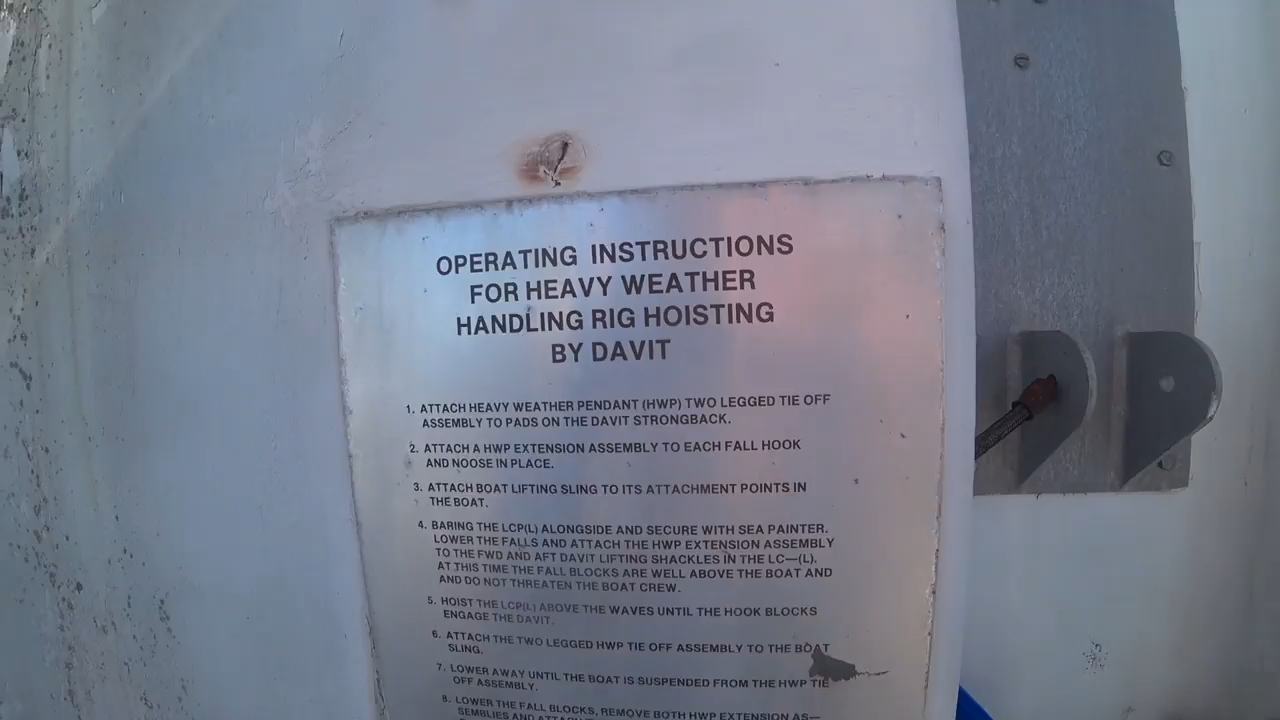 OPERATING INSTRUCTIONS
FOR HEAVY WEATHER
HANDLING RIG HOISTING
BY DAVIT
1. ATTACH HEAVY WEATHER PENDANT (HWP) TWO LEGGED TIE OFF
ASSEMBLY TO PADS ON THE DAVIT STRONGBACK.
2. ATTACH A HWP EXTENSION ASSEMBLY TO EACH FALL HOOK
AND NOOSE IN PLACE.
3. ATTACH BOAT LIFTING SLING TO ITS ATTACHMENT POINTS IN
THE BOAT.
4. BARING THE LCP(L) ALONGSIDE AND SECURE WITH SEA PAINTER.
LOWER THE FALLS AND ATTACH THE HWP EXTENSION ASSEMBLY
TO THE FWD AND AFT DAVIT LIFTING SHACKLES IN THE LC—(L).
AT THIS TIME THE FALL BLOCKS ARE WELL ABOVE THE BOAT AND
AND DO NOT THREATEN THE BOAT CREW.
5. HOIST THE LCP(L) ABOVE THE WAVES UNTIL THE HOOK BLOCKS
ENGAGE THE DAVIT.
6. ATTACH THE TWO LEGGED HWP TIE OFF ASSEMBLY TO THE BOAT
SLING.
7. LOWER AWAY UNTIL THE BOAT IS SUSPENDED FROM THE HWP TIE
OFF ASSEMBLY.
8. LOWER THE FALL BLOCKS, REMOVE BOTH HWP EXTENSION AS—
SEMBLIES AND ATTACH